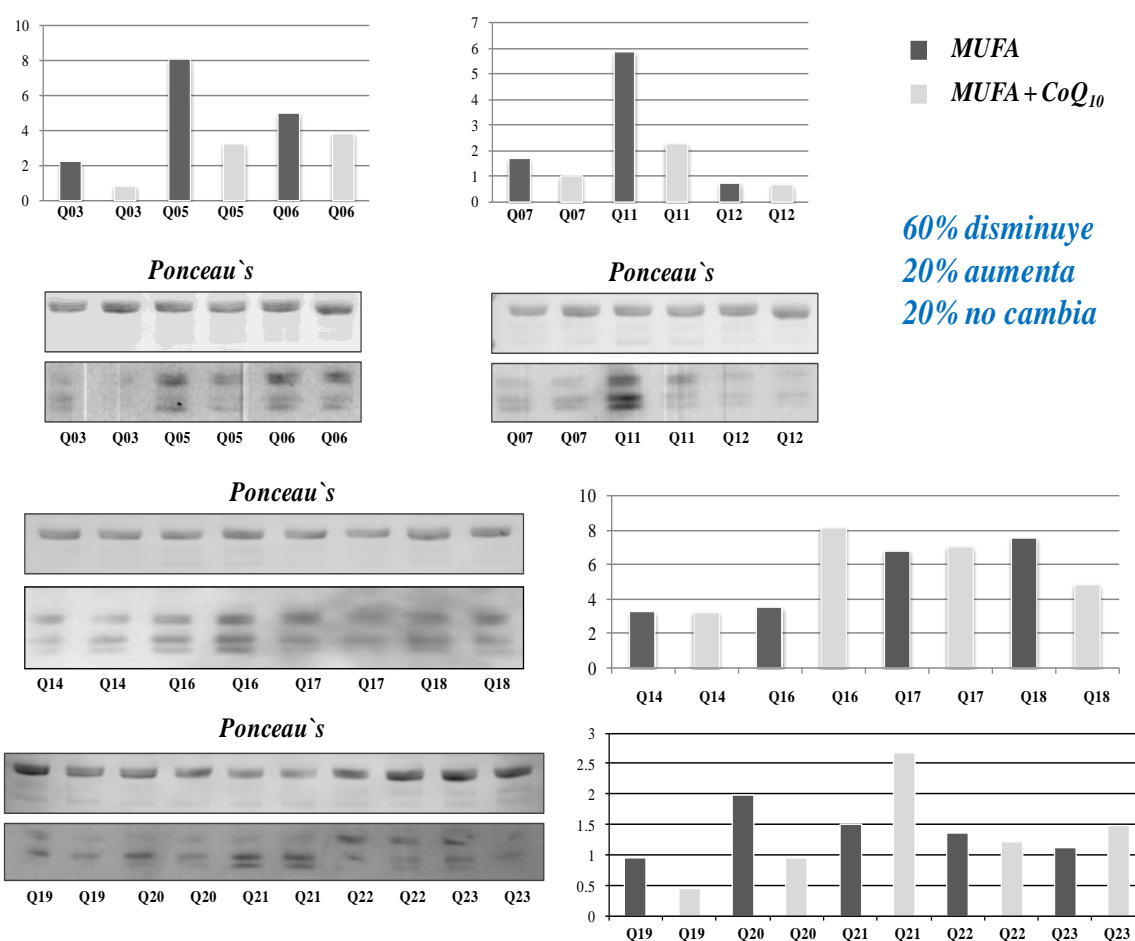 10
8
6
4
2
0
Q03 Q03 Q05 Q05 Q06 Q06
7
6
5
4
3
2
1
0
Q07 Q07 Q11 Q11 Q12 Q12
MUFA
MUFA + CoQ10
60% disminuye
20% aumenta
20% no cambia
Ponceau`s
Q03 Q03 Q05 Q05 Q06 Q06
Ponceau`s
Q07 Q07 Q11 Q11 Q12 Q12
Ponceau`s
Q14 Q14 Q16 Q16 Q17 Q17 Q18 Q18
10
8
6
4
2
0
Q14 Q14 Q16 Q16 Q17 Q17 Q18 Q18
Ponceau`s
Q19 Q19 Q20 Q20 Q21 Q21 Q22 Q22 Q23 Q23
3
2.5
2
1.5
1
0.5
0
Q19 Q19 Q20 Q20 Q21 Q21 Q22 Q22 Q23 Q23